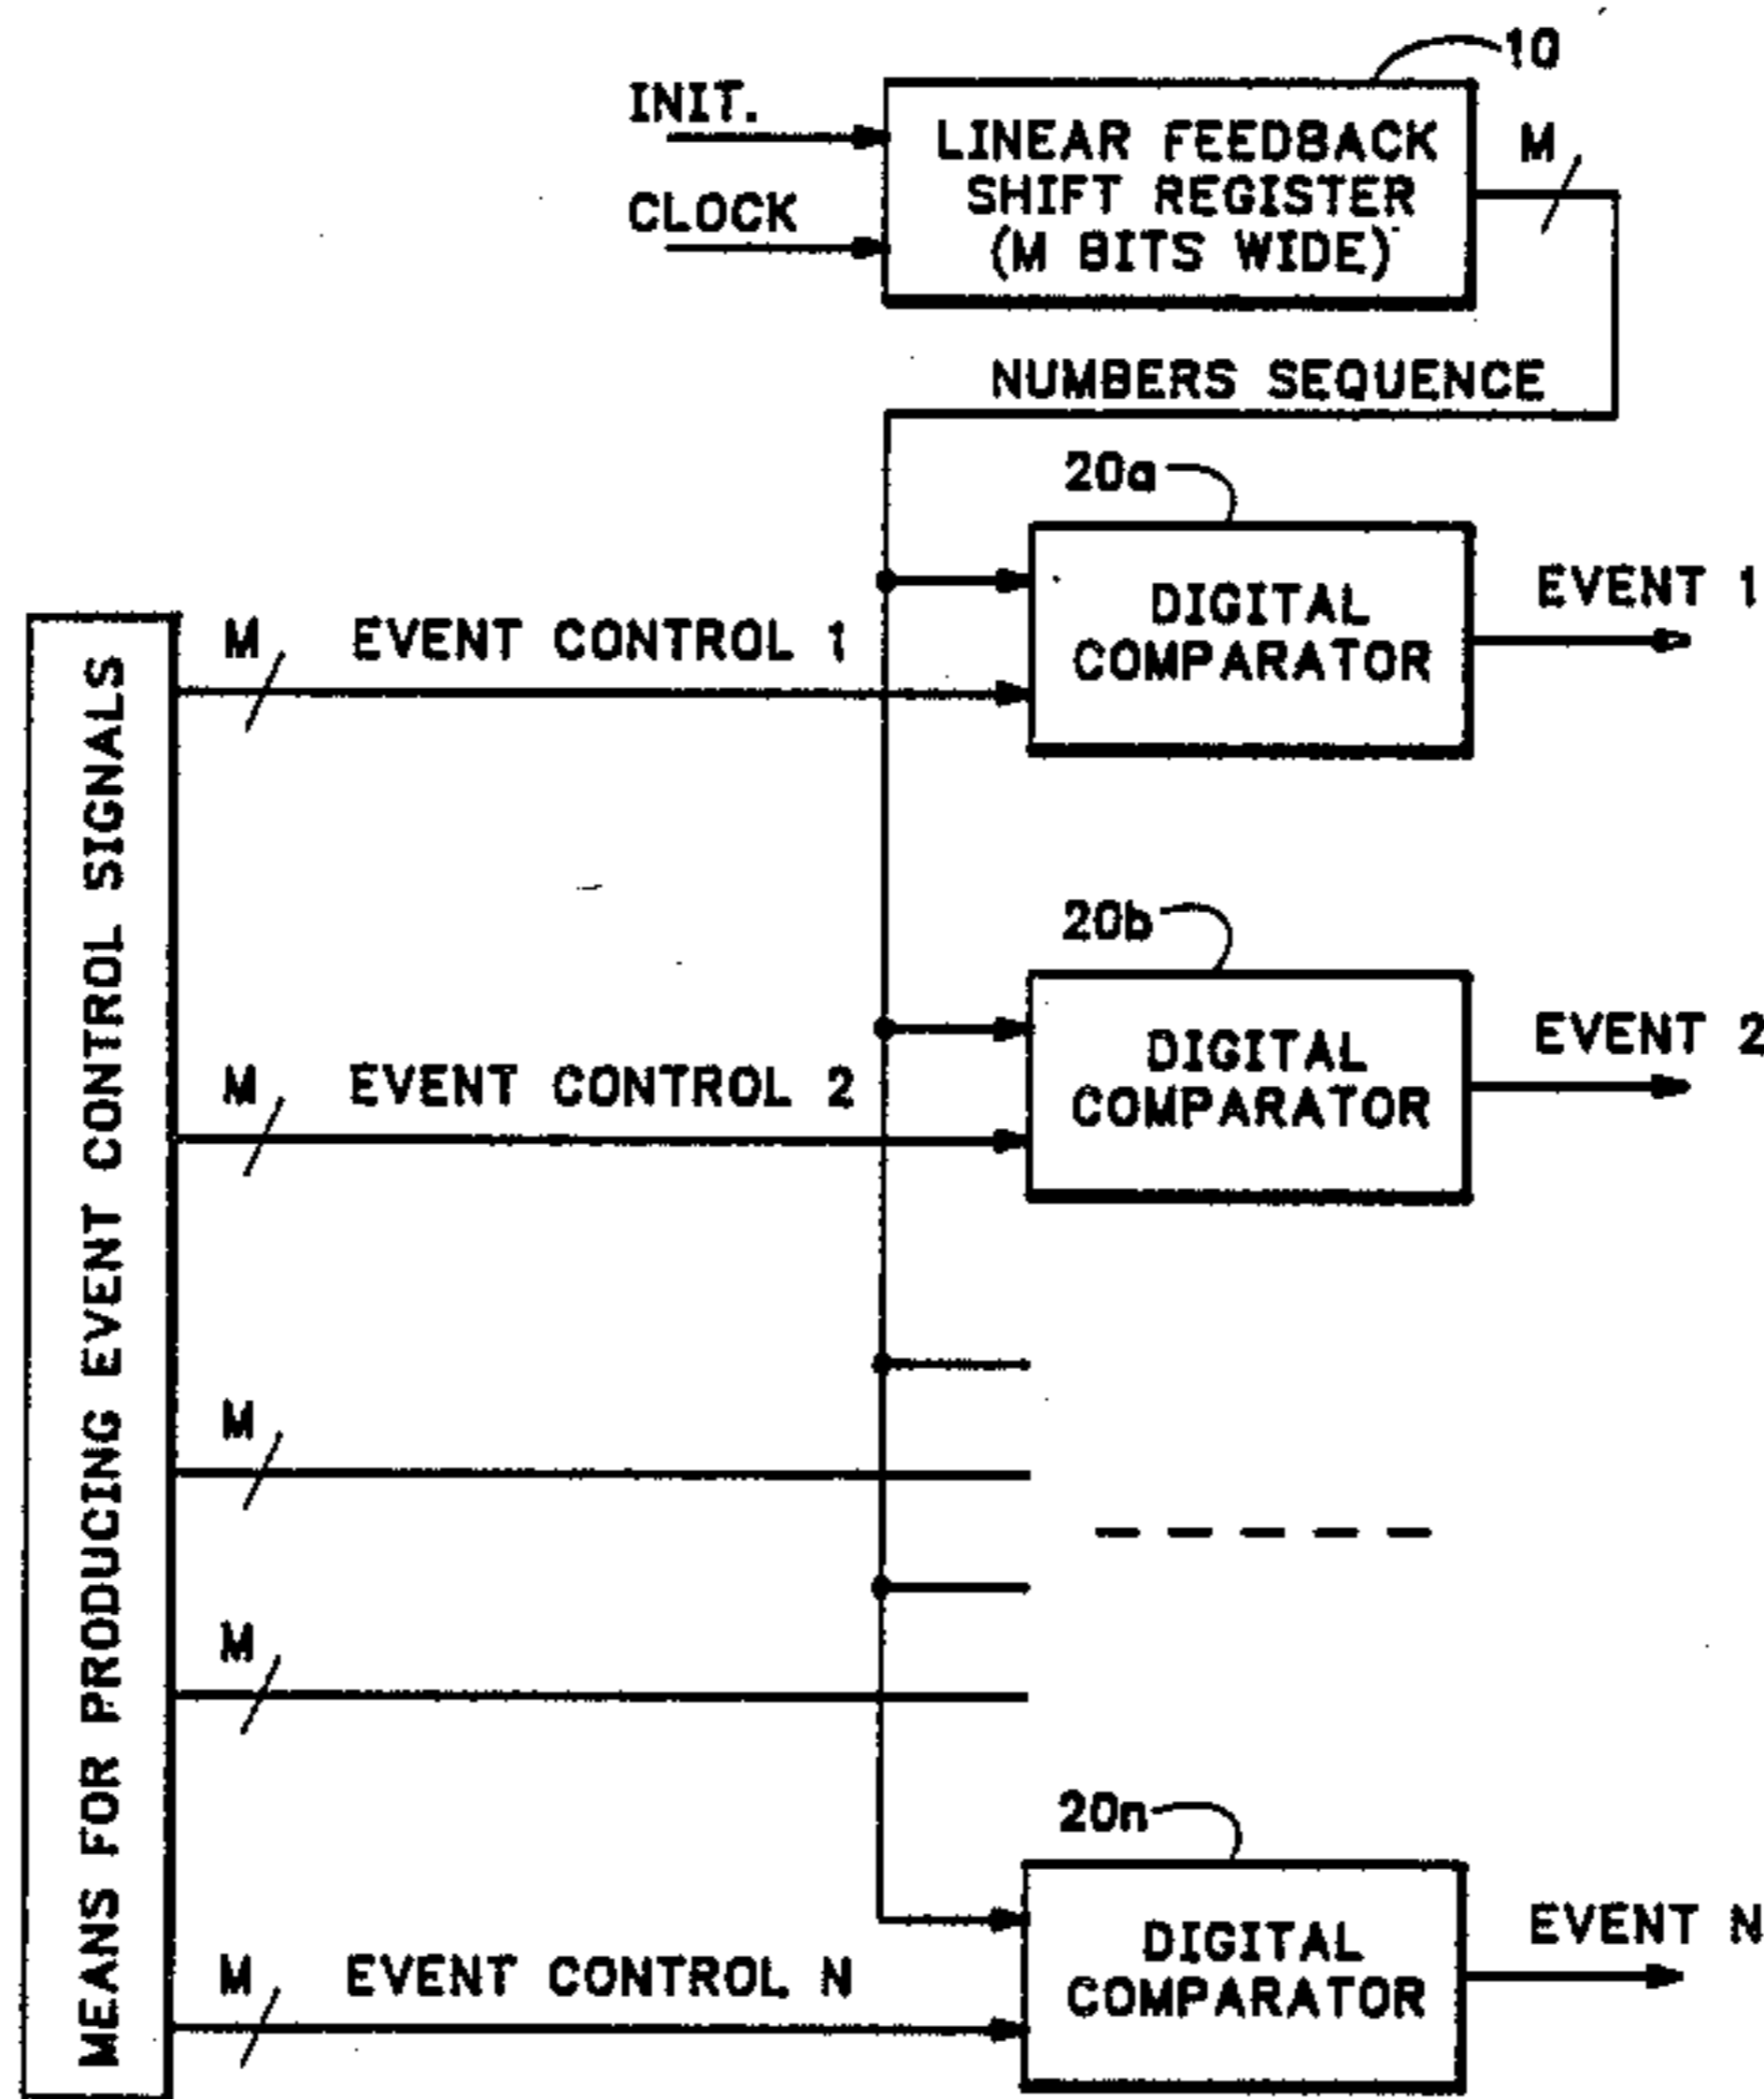 10
INIT.
LINEAR FEEDBACK
SHIFT REGISTER
(M BITS WIDE)
M
CLOCK
NUMBERS SEQUENCE
20a
DIGITAL
COMPARATOR
EVENT 1
M
EVENT CONTROL 1
MEANS FOR PRODUCING EVENT CONTROL SIGNALS
20b
DIGITAL
COMPARATOR
EVENT 2
M
EVENT CONTROL 2
M
M
20n
DIGITAL
COMPARATOR
EVENT N
M
EVENT CONTROL N